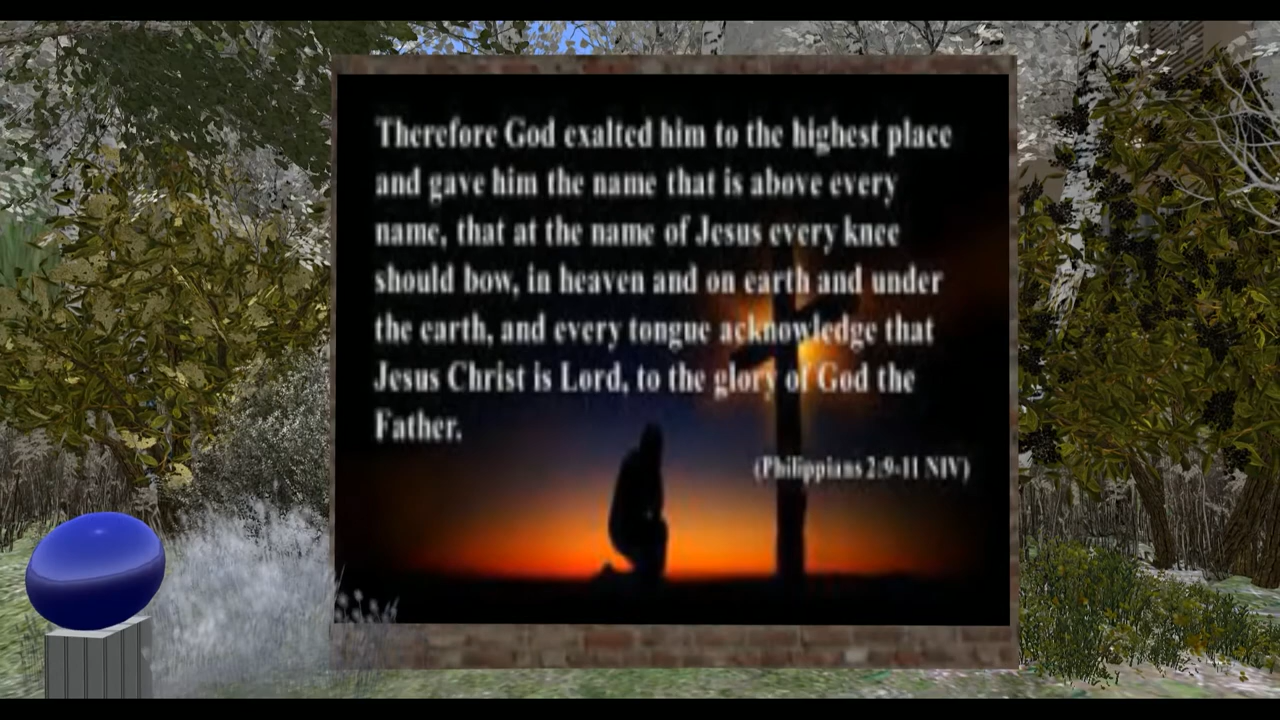 Therefore God exalted him to the highest place
and gave him the name that is above every
name, that at the name of Jesus every knee
should bow, in heaven and on earth and under
the earth, and every tongue acknowledge that
Jesus Christ is Lord, to the glory of God the
Father.
(Philippians 2:9-11 NIV)